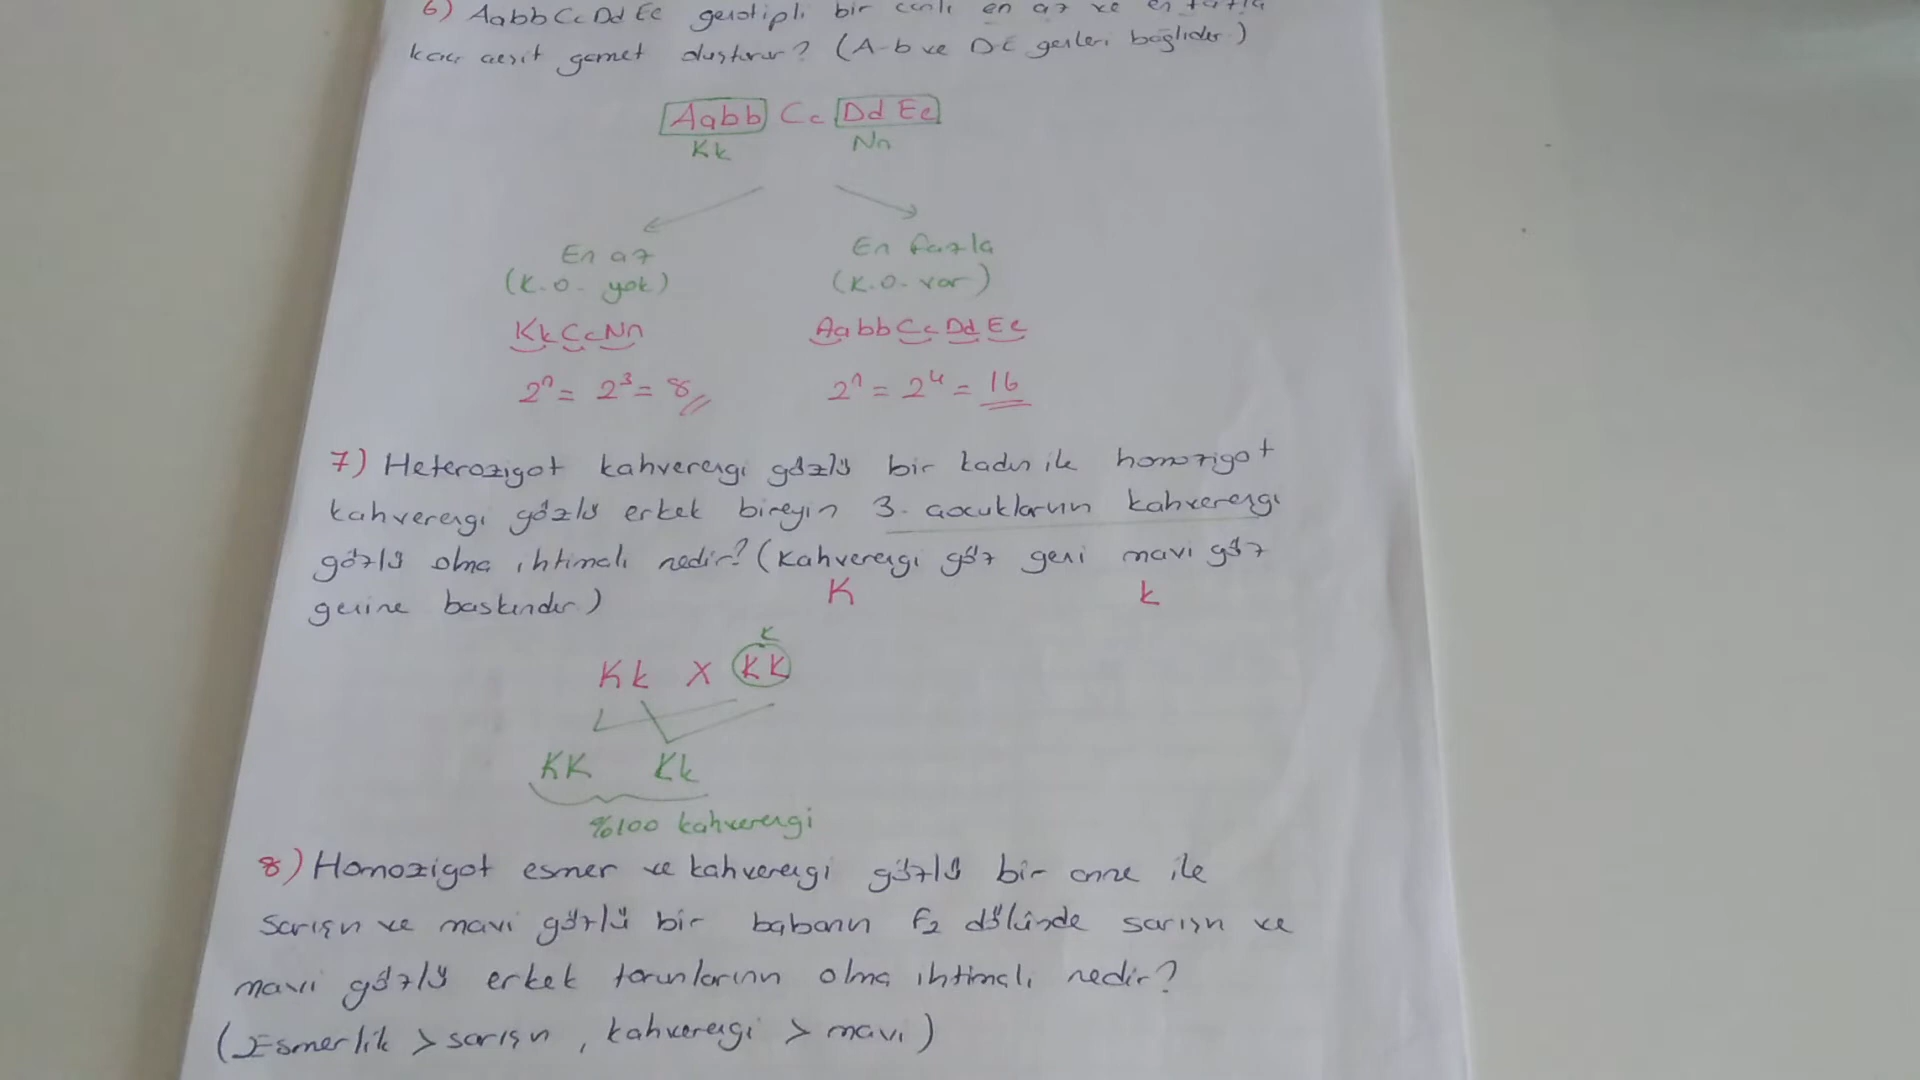 6) AabbCcDdEe genotipli bir canlı en az ve en fazla
kaç çeşit gamet oluşturur? (A-b ve DE genleri bağlıdır.)
Aabb Cc Dd Ee
Kk Nn
En az En fazla
(K.O. yok) (K.O. var)
KkCcNn AabbCcDdEe
2ⁿ = 2³ = 8 2ⁿ = 2⁴ = 16
7) Heterozigot kahverengi gözlü bir kadın ile homozigot
kahverengi gözlü erkek bireyin 3. çocuklarının kahverengi
gözlü olma ihtimali nedir? (Kahverengi göz geni mavi göz
K k
genine baskındır.)
K
Kk X KK
KK Kk
%100 kahverengi
8) Homozigot esmer ve kahverengi gözlü bir anne ile
sarışın ve mavi gözlü bir babanın F₂ dölünde sarışın ve
mavi gözlü erkek torunlarının olma ihtimali nedir?
(Esmerlik > sarışın, kahverengi > mavi)